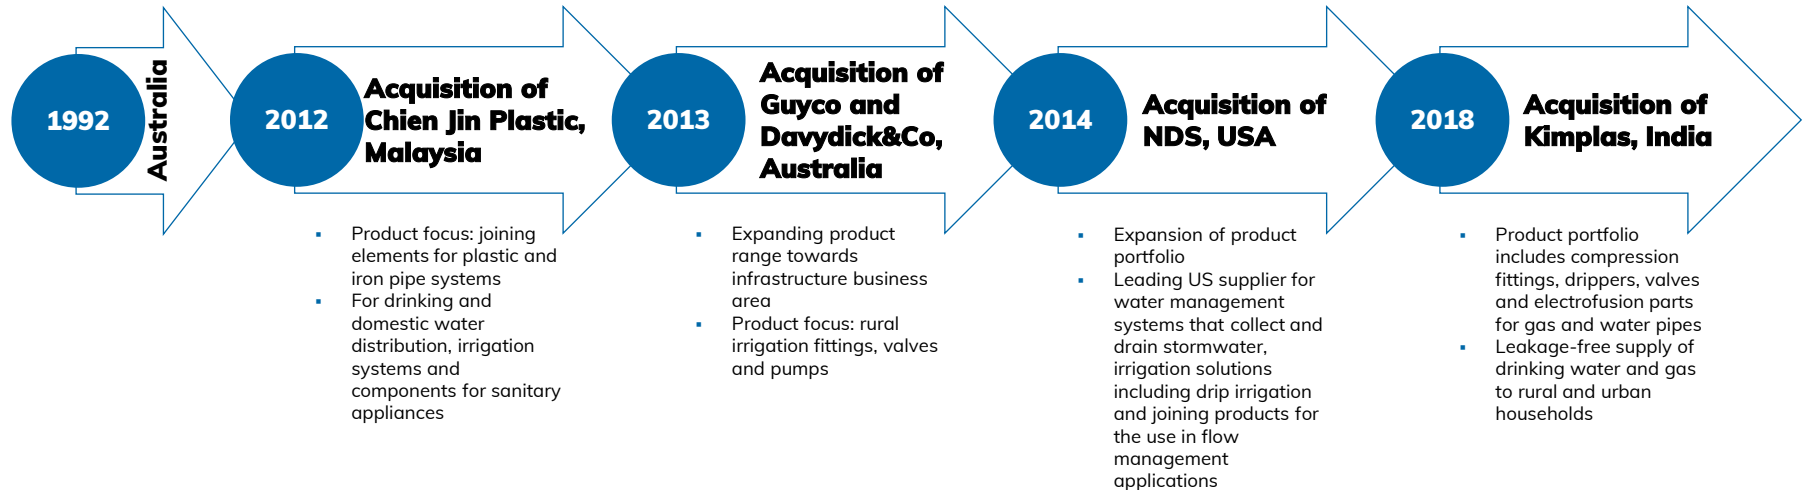 1992
Australia
2012
Acquisition of
Chien Jin Plastic,
Malaysia
▪ Product focus: joining
elements for plastic and
iron pipe systems
▪ For drinking and
domestic water
distribution, irrigation
systems and
components for sanitary
appliances
2013
Acquisition of
Guyco and
Davydick&Co,
Australia
▪ Expanding product
range towards
infrastructure business
area
▪ Product focus: rural
irrigation fittings, valves
and pumps
2014
Acquisition of
NDS, USA
▪ Expansion of product
portfolio
▪ Leading US supplier for
water management
systems that collect and
drain stormwater,
irrigation solutions
including drip irrigation
and joining products for
the use in flow
management
applications
2018
Acquisition of
Kimplas, India
▪ Product portfolio
includes compression
fittings, drippers, valves
and electrofusion parts
for gas and water pipes
▪ Leakage-free supply of
drinking water and gas
to rural and urban
households